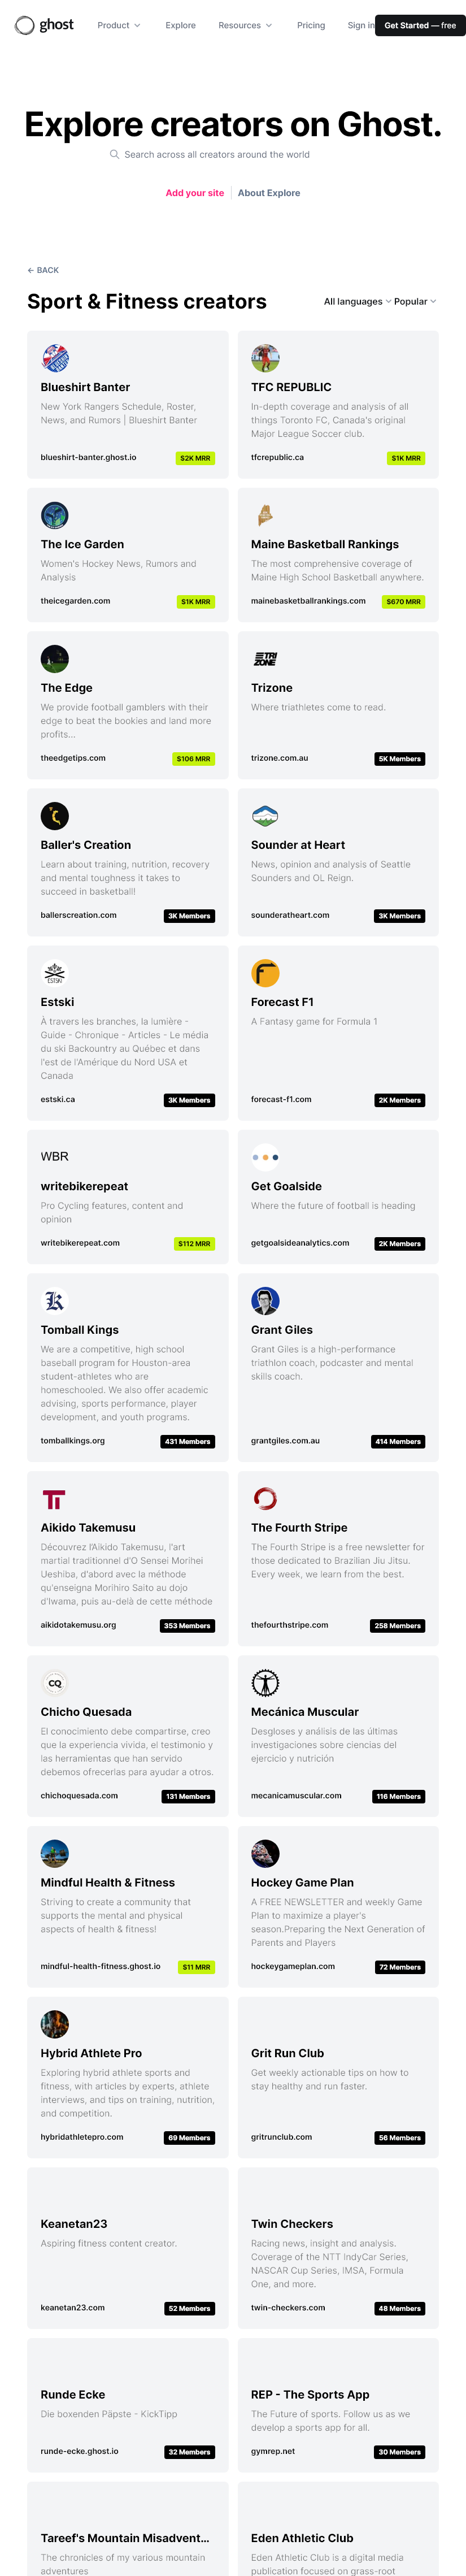 ghost
Product
Explore
Resources
Pricing
Sign in
Get Started — free
Explore creators on Ghost.
Search across all creators around the world
Add your site
About Explore
← BACK
Sport & Fitness creators
All languages
Popular
Blueshirt Banter
New York Rangers Schedule, Roster,
News, and Rumors | Blueshirt Banter
blueshirt-banter.ghost.io
$2K MRR
TFC REPUBLIC
In-depth coverage and analysis of all
things Toronto FC, Canada's original
Major League Soccer club.
tfcrepublic.ca
$1K MRR
The Ice Garden
Women's Hockey News, Rumors and
Analysis
theicegarden.com
$1K MRR
Maine Basketball Rankings
The most comprehensive coverage of
Maine High School Basketball anywhere.
mainebasketballrankings.com
$670 MRR
The Edge
We provide football gamblers with their
edge to beat the bookies and land more
profits...
theedgetips.com
$106 MRR
TRI
ZONE
Trizone
Where triathletes come to read.
trizone.com.au
5K Members
Baller's Creation
Learn about training, nutrition, recovery
and mental toughness it takes to
succeed in basketball!
ballerscreation.com
3K Members
Sounder at Heart
News, opinion and analysis of Seattle
Sounders and OL Reign.
sounderatheart.com
3K Members
ESTSKI
Estski
À travers les branches, la lumière -
Guide - Chronique - Articles - Le média
du ski Backountry au Québec et dans
l'est de l'Amérique du Nord USA et
Canada
estski.ca
3K Members
Forecast F1
A Fantasy game for Formula 1
forecast-f1.com
2K Members
WBR
writebikerepeat
Pro Cycling features, content and
opinion
writebikerepeat.com
$112 MRR
Get Goalside
Where the future of football is heading
getgoalsideanalytics.com
2K Members
Tomball Kings
We are a competitive, high school
baseball program for Houston-area
student-athletes who are
homeschooled. We also offer academic
advising, sports performance, player
development, and youth programs.
tomballkings.org
431 Members
Grant Giles
Grant Giles is a high-performance
triathlon coach, podcaster and mental
skills coach.
grantgiles.com.au
414 Members
Aikido Takemusu
Découvrez l'Aikido Takemusu, l'art
martial traditionnel d'O Sensei Morihei
Ueshiba, d'abord avec la méthode
qu'enseigna Morihiro Saito au dojo
d'Iwama, puis au-delà de cette méthode
aikidotakemusu.org
353 Members
The Fourth Stripe
The Fourth Stripe is a free newsletter for
those dedicated to Brazilian Jiu Jitsu.
Every week, we learn from the best.
thefourthstripe.com
258 Members
CQ
Chicho Quesada
El conocimiento debe compartirse, creo
que la experiencia vivida, el testimonio y
las herramientas que han servido
debemos ofrecerlas para ayudar a otros.
chichoquesada.com
131 Members
Mecánica Muscular
Desgloses y análisis de las últimas
investigaciones sobre ciencias del
ejercicio y nutrición
mecanicamuscular.com
116 Members
Mindful Health & Fitness
Striving to create a community that
supports the mental and physical
aspects of health & fitness!
mindful-health-fitness.ghost.io
$11 MRR
Hockey Game Plan
A FREE NEWSLETTER and weekly Game
Plan to maximize a player's
season.Preparing the Next Generation of
Parents and Players
hockeygameplan.com
72 Members
Hybrid Athlete Pro
Exploring hybrid athlete sports and
fitness, with articles by experts, athlete
interviews, and tips on training, nutrition,
and competition.
hybridathletepro.com
69 Members
Grit Run Club
Get weekly actionable tips on how to
stay healthy and run faster.
gritrunclub.com
56 Members
Keanetan23
Aspiring fitness content creator.
keanetan23.com
52 Members
Twin Checkers
Racing news, insight and analysis.
Coverage of the NTT IndyCar Series,
NASCAR Cup Series, IMSA, Formula
One, and more.
twin-checkers.com
48 Members
Runde Ecke
Die boxenden Päpste - KickTipp
runde-ecke.ghost.io
32 Members
REP - The Sports App
The Future of sports. Follow us as we
develop a sports app for all.
gymrep.net
30 Members
Tareef's Mountain Misadvent...
The chronicles of my various mountain
adventures
Eden Athletic Club
Eden Athletic Club is a digital media
publication focused on grass-root